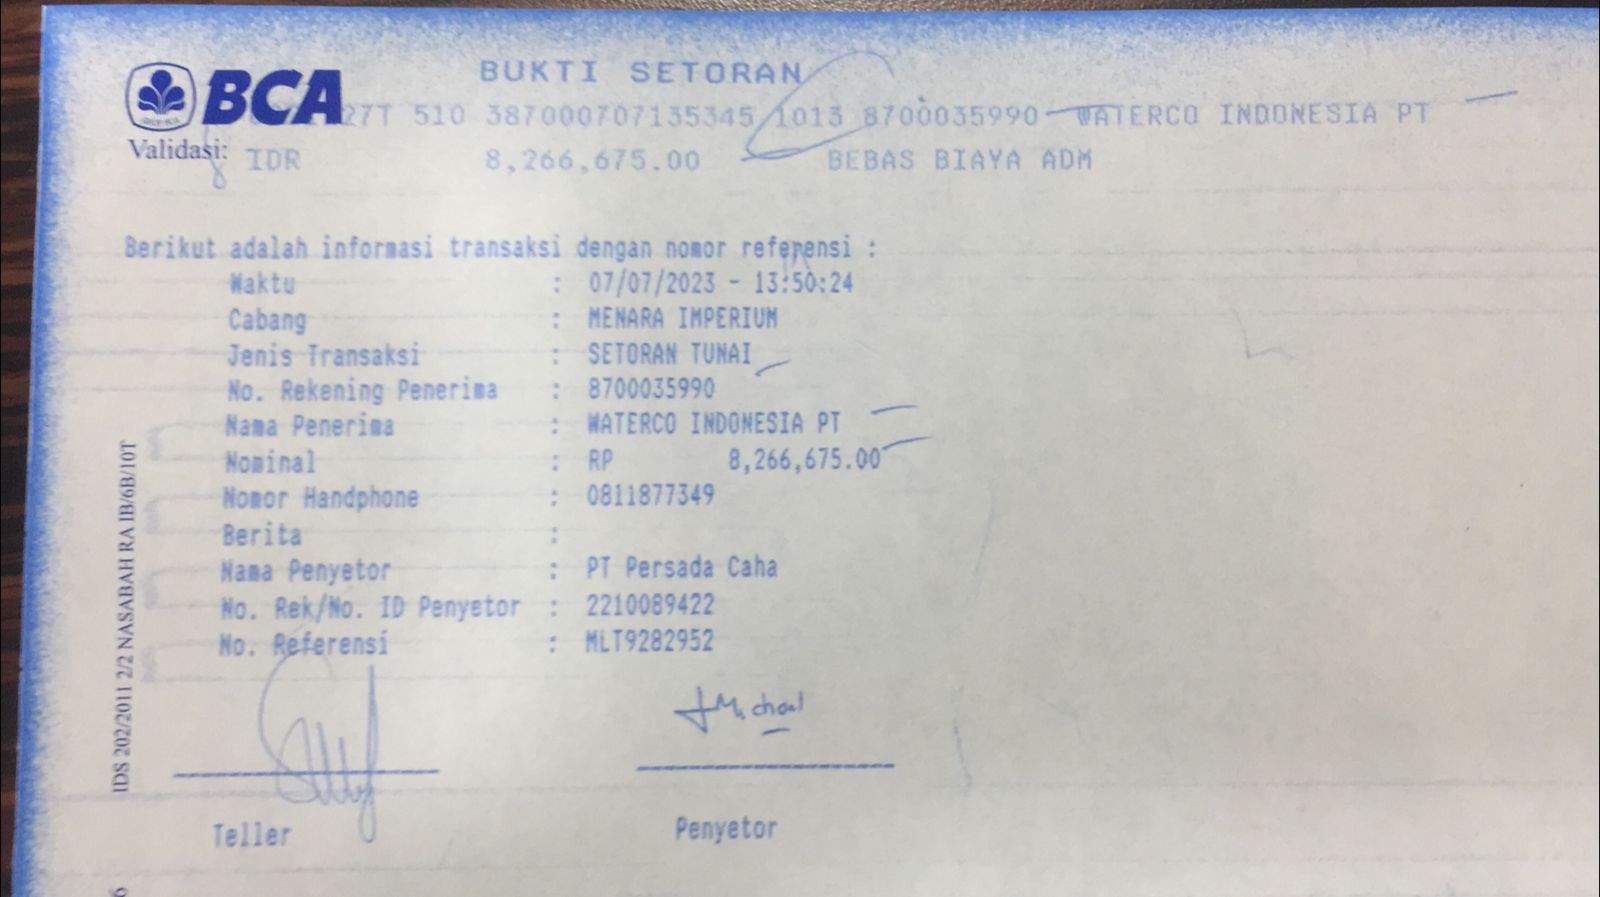 BUKTI SETORAN
BCA
27T 510 387000707135345 1013 8700035990 WATERCO INDONESIA PT
Validasi: IDR 8,266,675.00 BEBAS BIAYA ADM
Berikut adalah informasi transaksi dengan nomor referensi :
Waktu : 07/07/2023 - 13:50:24
Cabang : MENARA IMPERIUM
Jenis Transaksi : SETORAN TUNAI
No. Rekening Penerima : 8700035990
Nama Penerima : WATERCO INDONESIA PT
Nominal : RP 8,266,675.00
Nomor Handphone : 0811877349
Berita :
Nama Penyetor : PT Persada Caha
No. Rek/No. ID Penyetor : 2210089422
No. Referensi : MLT9282952
Michael
Teller Penyetor
IDS 202/2011 2/2 NASABAH RA IB/6B/10T